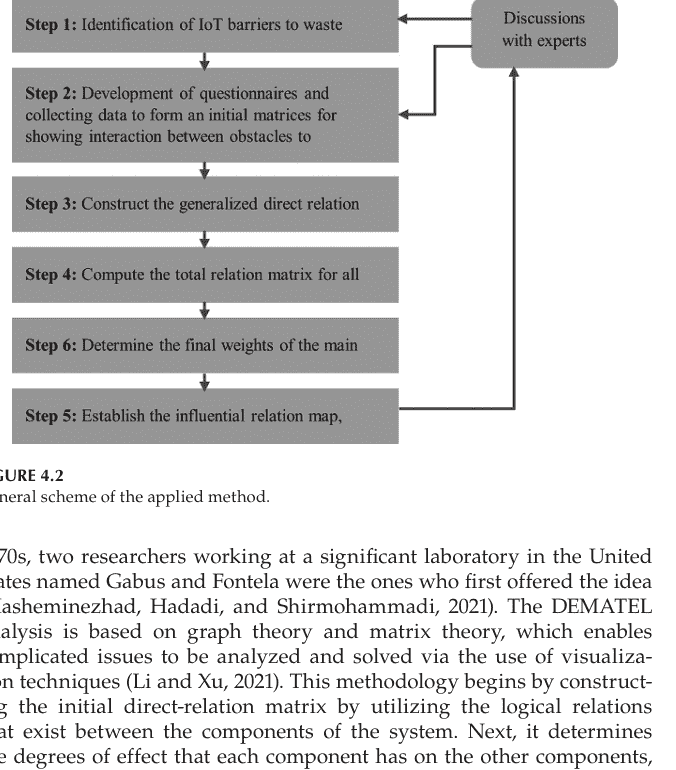 Step 1: Identification of IoT barriers to waste
Discussions
with experts
Step 2: Development of questionnaires and
collecting data to form an initial matrices for
showing interaction between obstacles to
Step 3: Construct the generalized direct relation
Step 4: Compute the total relation matrix for all
Step 6: Determine the final weights of the main
Step 5: Establish the influential relation map,
GURE 4.2
neral scheme of the applied method.
70s, two researchers working at a significant laboratory in the United
ates named Gabus and Fontela were the ones who first offered the idea
asheminezhad, Hadadi, and Shirmohammadi, 2021). The DEMATEL
alysis is based on graph theory and matrix theory, which enables
mplicated issues to be analyzed and solved via the use of visualiza-
on techniques (Li and Xu, 2021). This methodology begins by construct-
g the initial direct-relation matrix by utilizing the logical relations
at exist between the components of the system. Next, it determines
e degrees of effect that each component has on the other components,